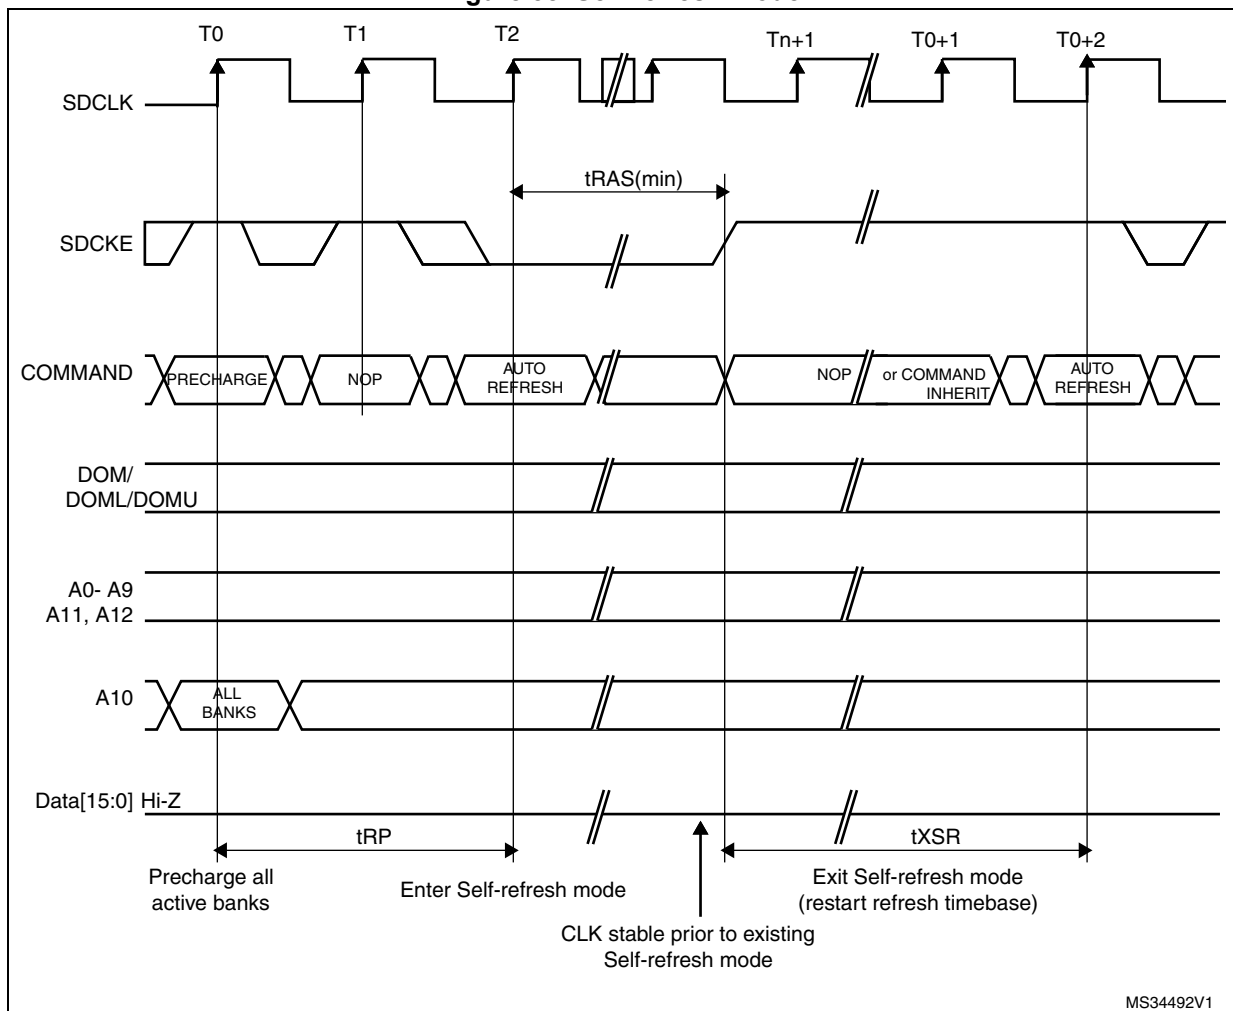 T0 T1 T2 Tn+1 T0+1 T0+2
SDCLK
tRAS(min)
SDCKE
COMMAND PRECHARGE NOP AUTO REFRESH NOP or COMMAND INHERIT AUTO REFRESH
DOM/
DOML/DOMU
A0- A9
A11, A12
A10 ALL BANKS
Data[15:0] Hi-Z
tRP tXSR
Precharge all
active banks
Enter Self-refresh mode
Exit Self-refresh mode
(restart refresh timebase)
CLK stable prior to existing
Self-refresh mode
MS34492V1